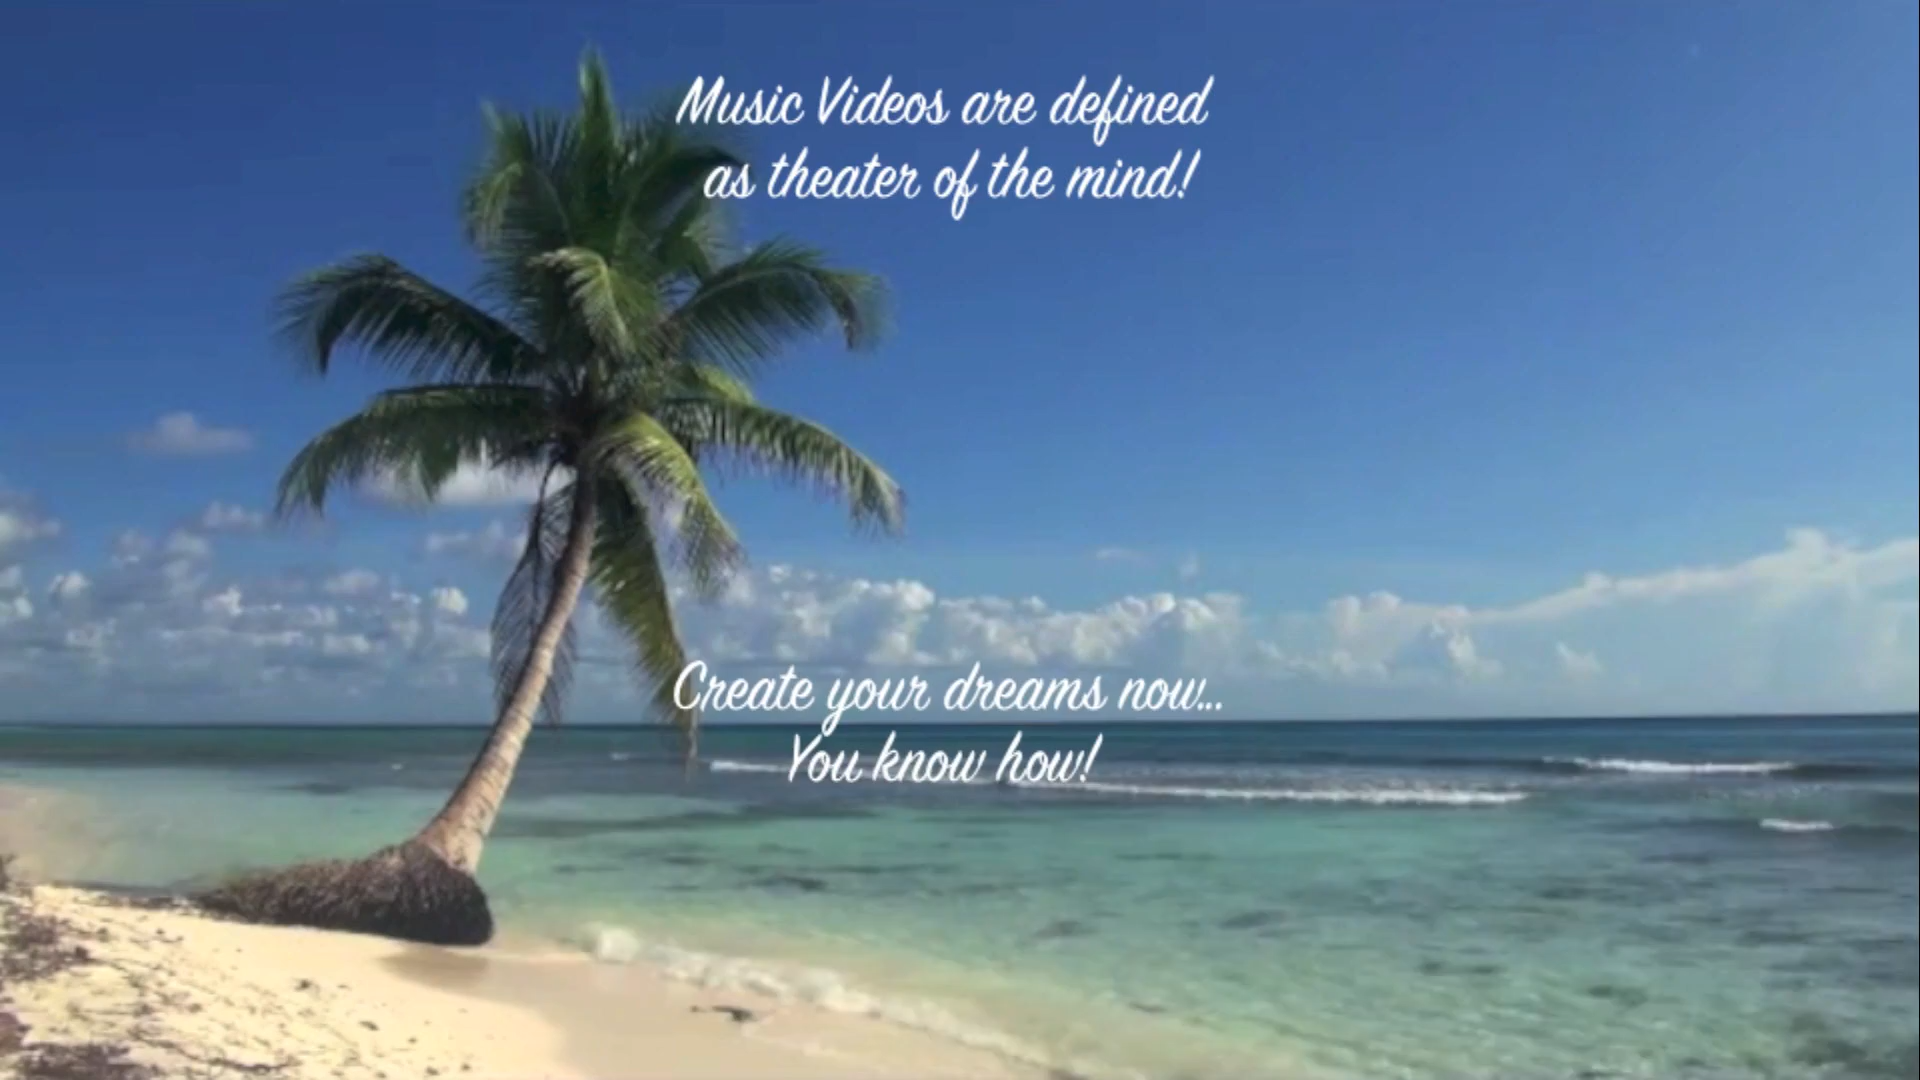 Music Videos are defined
as theater of the mind!
Create your dreams now...
You know how!